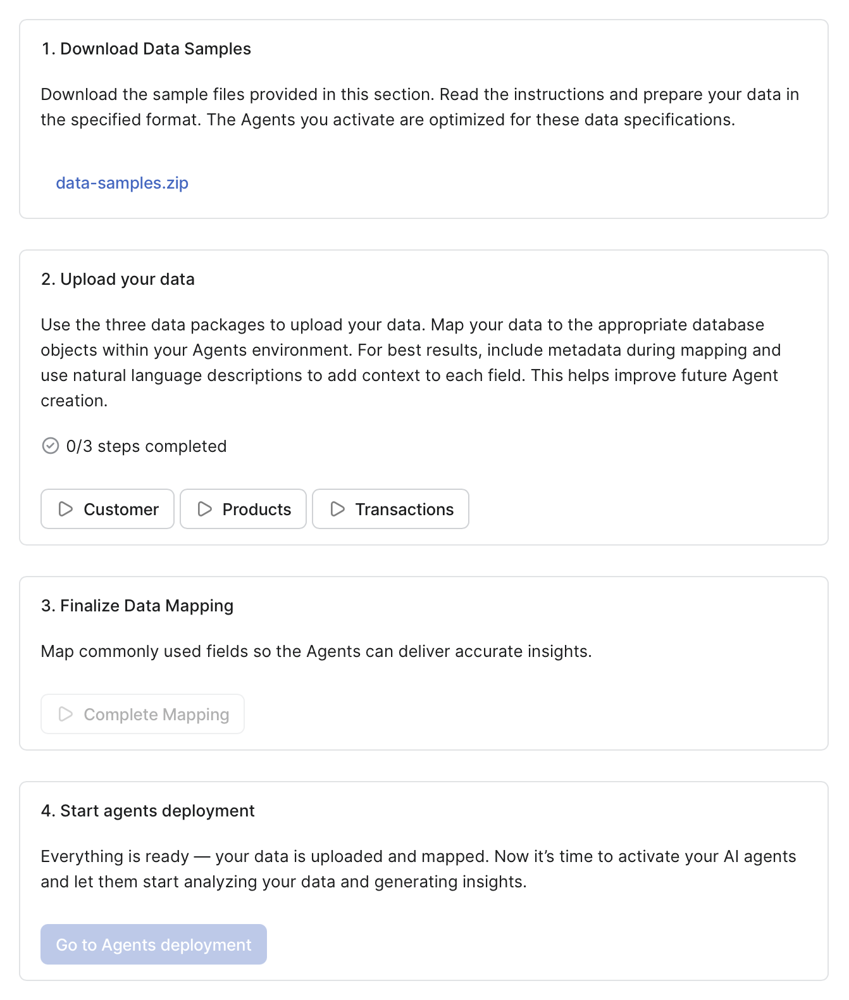 1. Download Data Samples
Download the sample files provided in this section. Read the instructions and prepare your data in
the specified format. The Agents you activate are optimized for these data specifications.
data-samples.zip
2. Upload your data
Use the three data packages to upload your data. Map your data to the appropriate database
objects within your Agents environment. For best results, include metadata during mapping and
use natural language descriptions to add context to each field. This helps improve future Agent
creation.
0/3 steps completed
Customer Products Transactions
3. Finalize Data Mapping
Map commonly used fields so the Agents can deliver accurate insights.
Complete Mapping
4. Start agents deployment
Everything is ready — your data is uploaded and mapped. Now it’s time to activate your AI agents
and let them start analyzing your data and generating insights.
Go to Agents deployment